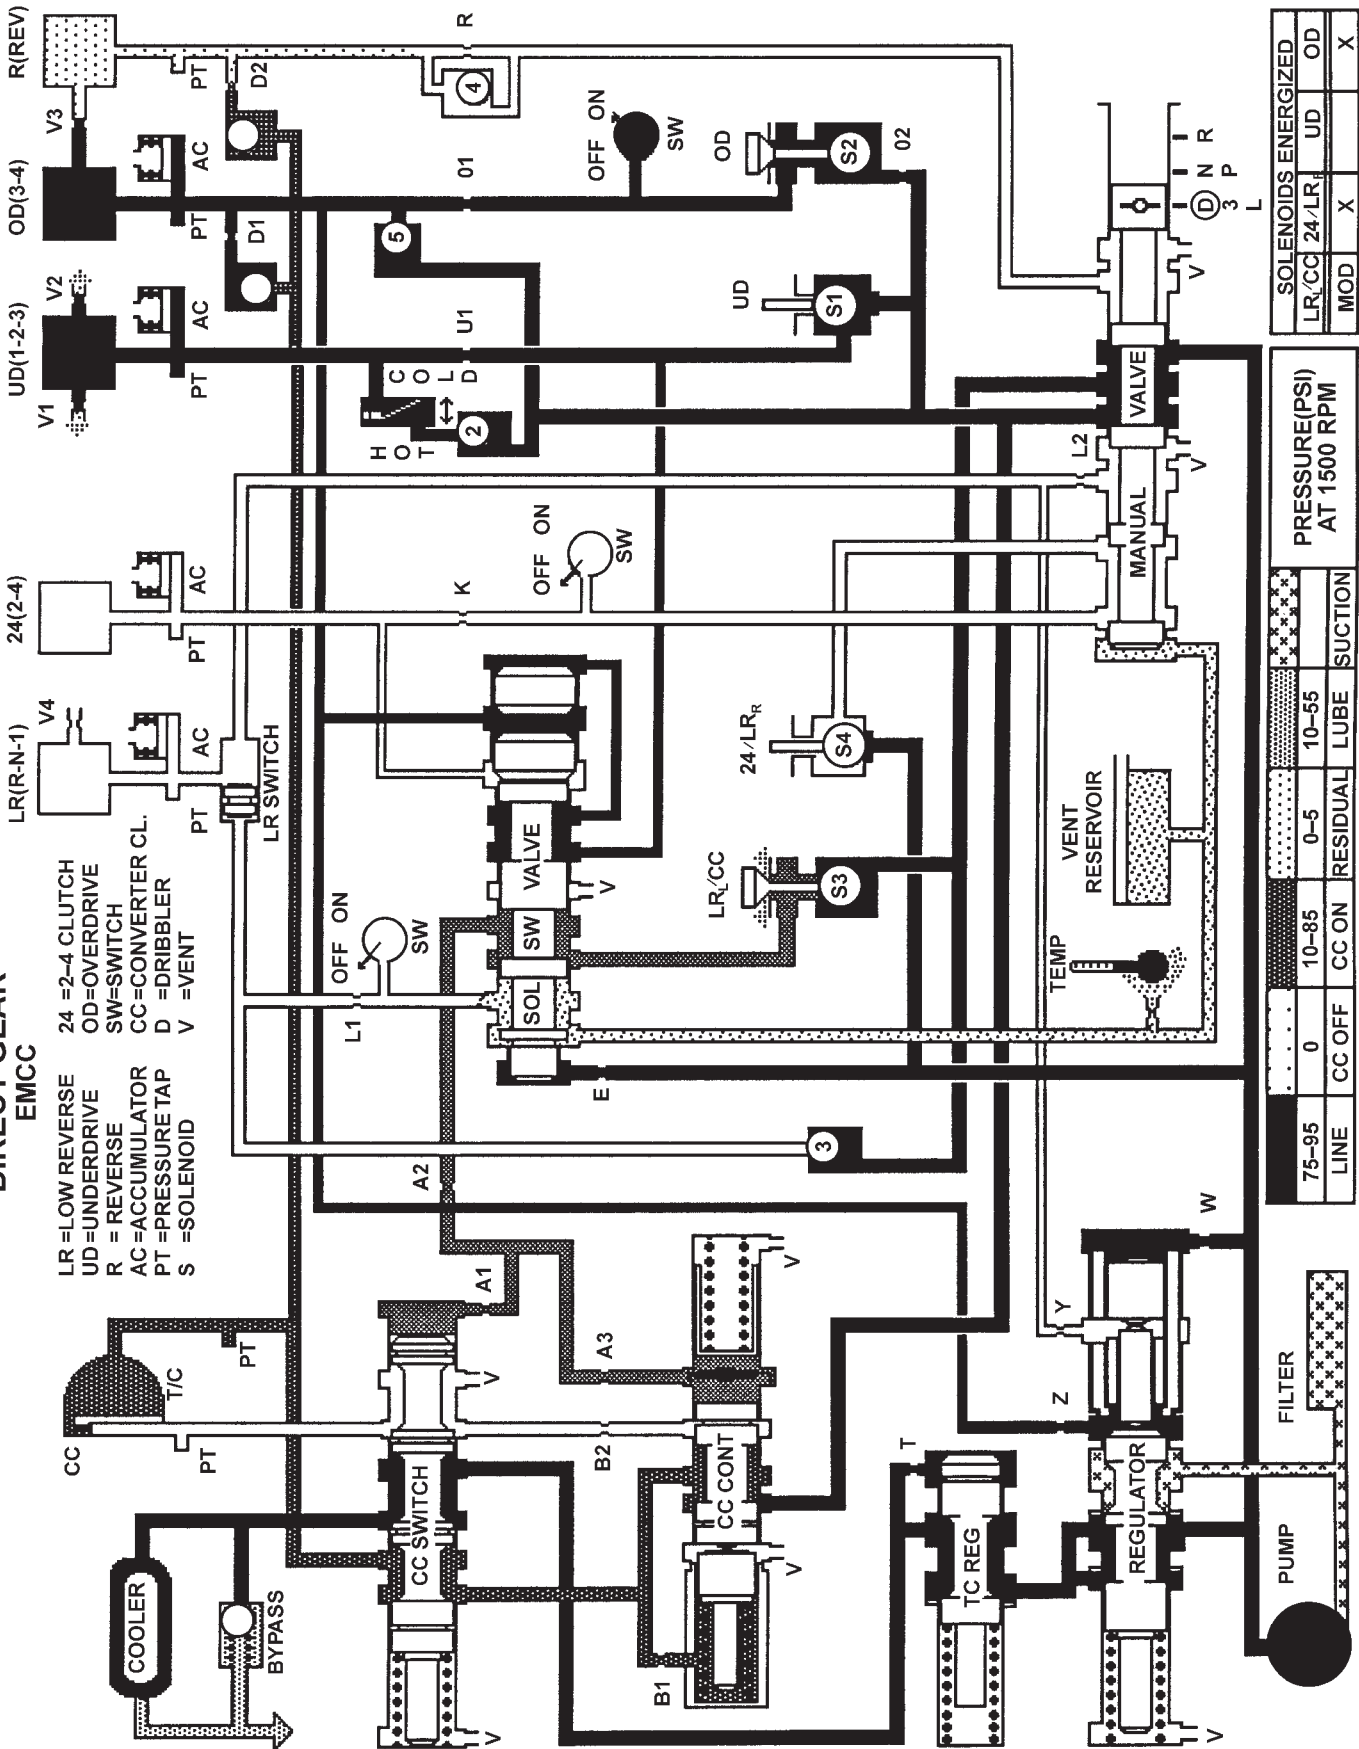 DIRECT GEAR
EMCC
LR =LOW REVERSE
UD=UNDERDRIVE
R = REVERSE
AC=ACCUMULATOR
PT =PRESSURE TAP
S =SOLENOID
24 =2–4 CLUTCH
OD=OVERDRIVE
SW=SWITCH
CC =CONVERTER CL.
D =DRIBBLER
V =VENT
LR(R-N-1)
V4
24(2-4)
UD(1-2-3)
V1
V2
OD(3-4)
V3
R(REV)
PT
AC
PT
AC
PT
AC
PT
AC
PT
D1
D2
LR SWITCH
COOLER
BYPASS
CC
T/C
PT
PT
CC SWITCH
V
V
A1
A2
A3
B1
B2
CC CONT
V
V
L1
OFF ON
SW
SOL SW VALVE
V
E
K
OFF ON
SW
HOT
COLD
2
U1
5
01
4
R
OFF ON
SW
OD
S2
02
UD
S1
24/LRR
S4
LRL/CC
S3
3
TEMP
VENT
RESERVOIR
MANUAL VALVE
L2
V
V
D N R
3 P
L
T
TC REG
Z
Y
W
REGULATOR
V
PUMP
FILTER
75–95 0 10–85 0–5 10–55
LINE CC OFF CC ON RESIDUAL LUBE SUCTION
PRESSURE(PSI)
AT 1500 RPM
SOLENOIDS ENERGIZED
LRL/CC 24/LRR UD OD
MOD X X